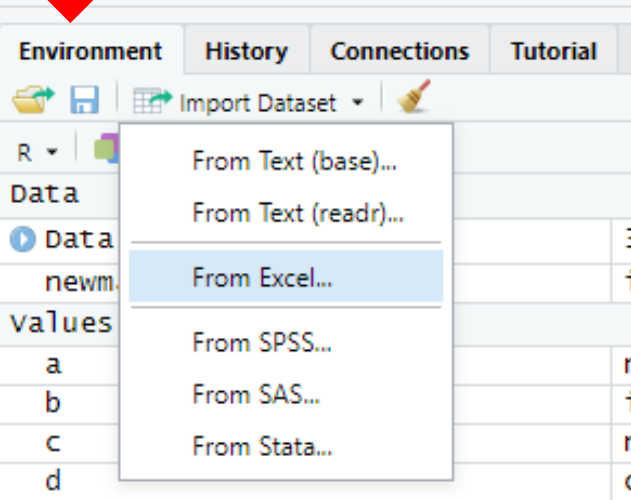 Environment History Connections Tutorial
Import Dataset
R
From Text (base)...
Data
From Text (readr)...
Data
From Excel...
Values
From SPSS...
a
From SAS...
b
c
From Stata...
d